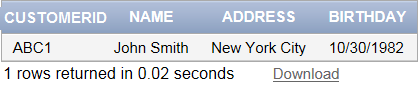 CUSTOMERID NAME ADDRESS BIRTHDAY
ABC1 John Smith New York City 10/30/1982
1 rows returned in 0.02 seconds Download